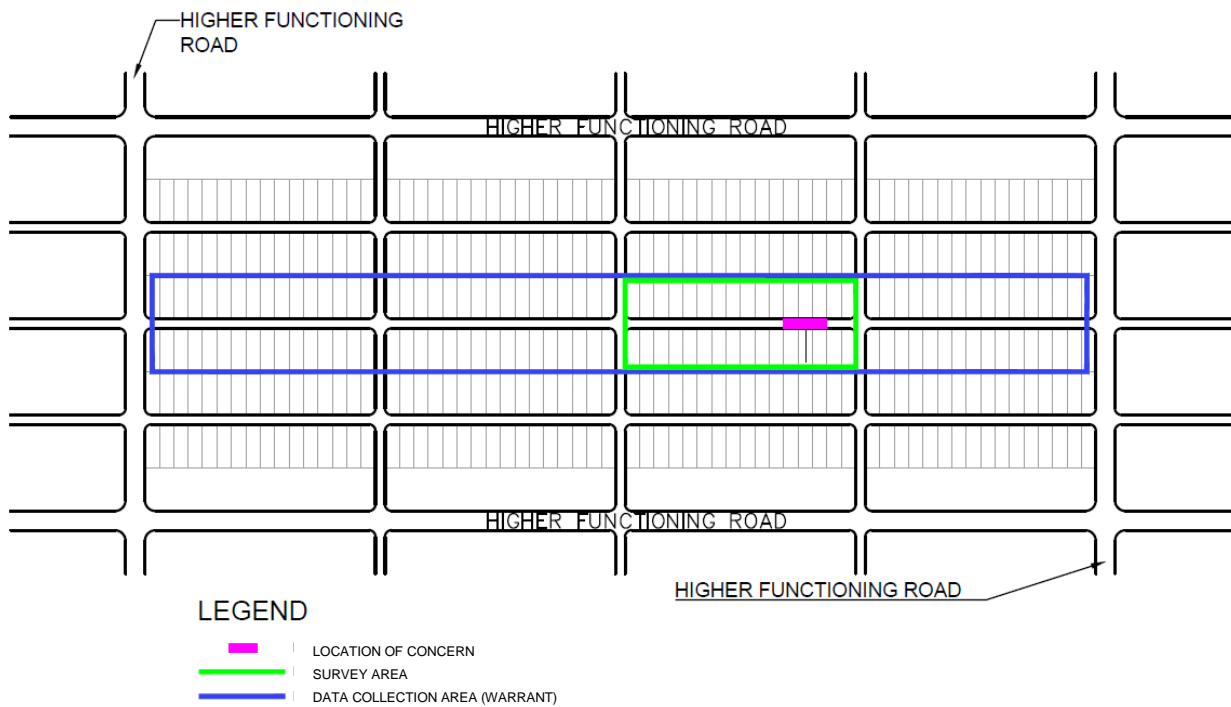 HIGHER FUNCTIONING
ROAD
HIGHER FUNCTIONING ROAD
HIGHER FUNCTIONING ROAD
HIGHER FUNCTIONING ROAD
LEGEND
LOCATION OF CONCERN
SURVEY AREA
DATA COLLECTION AREA (WARRANT)